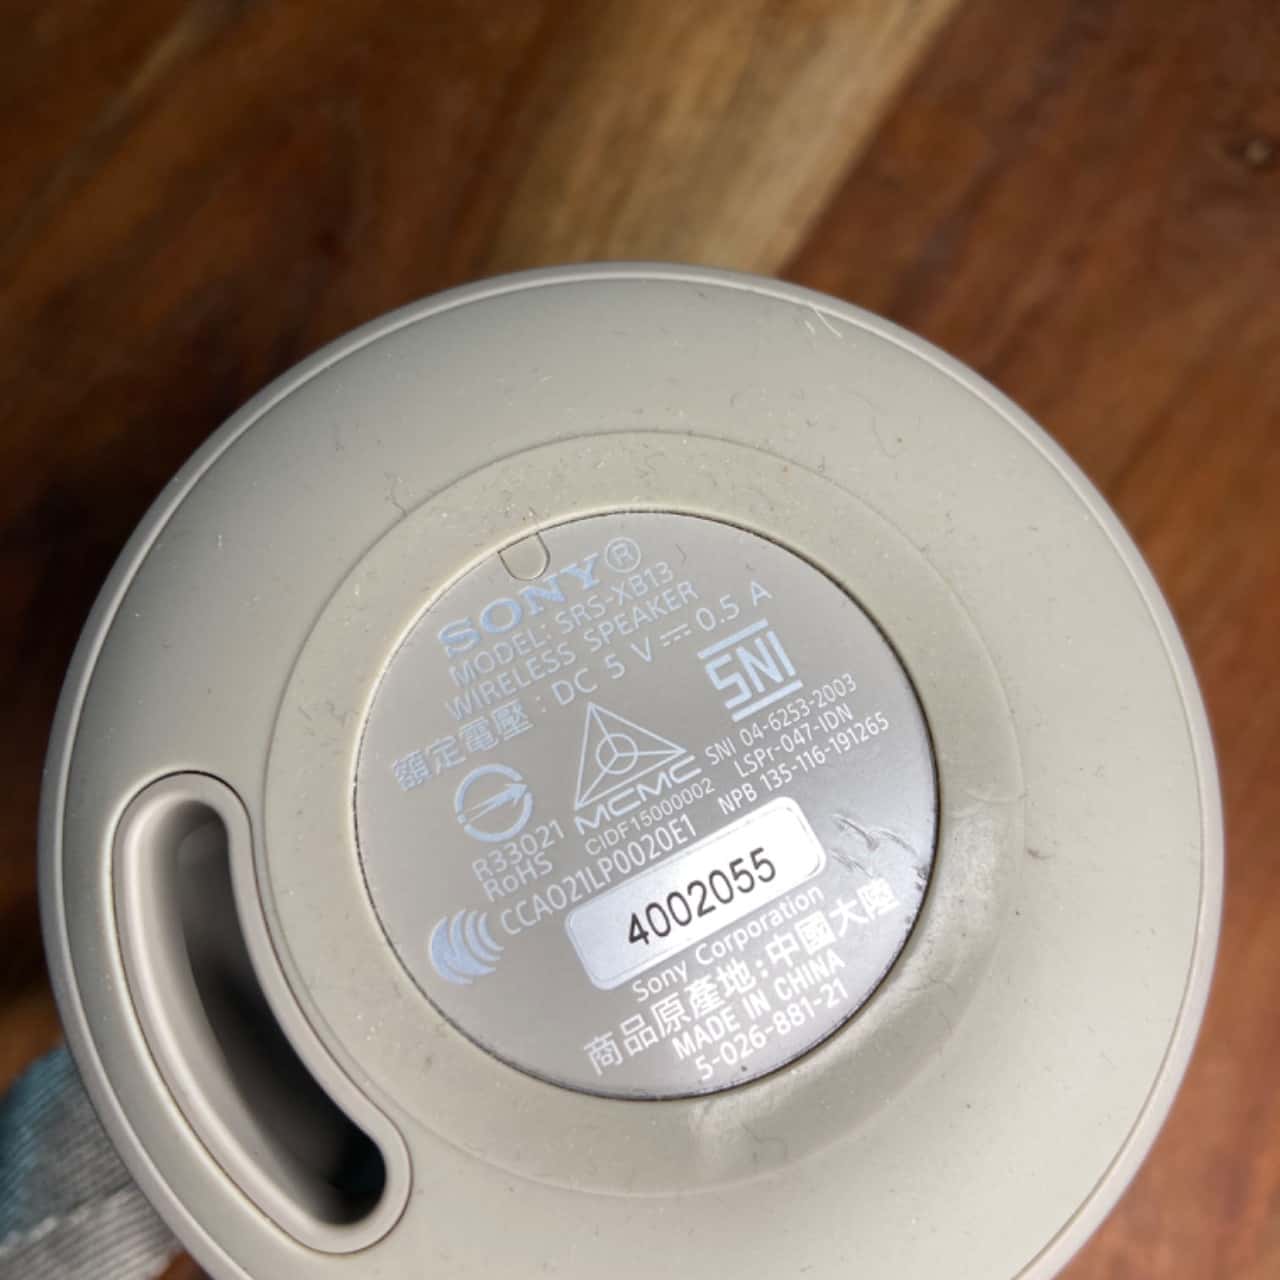 SONY®
MODEL: SRS-XB13
WIRELESS SPEAKER
額定電壓：DC 5 V ⎓ 0.5 A
SNI
SNI 04-6253-2003
LSPr-047-IDN
NPB 135-116-191265
MCMC
CIDF15000002
R33021
RoHS
CCAO21LP0020E1
4002055
Sony Corporation
商品原產地：中國大陸
MADE IN CHINA
5-026-881-21